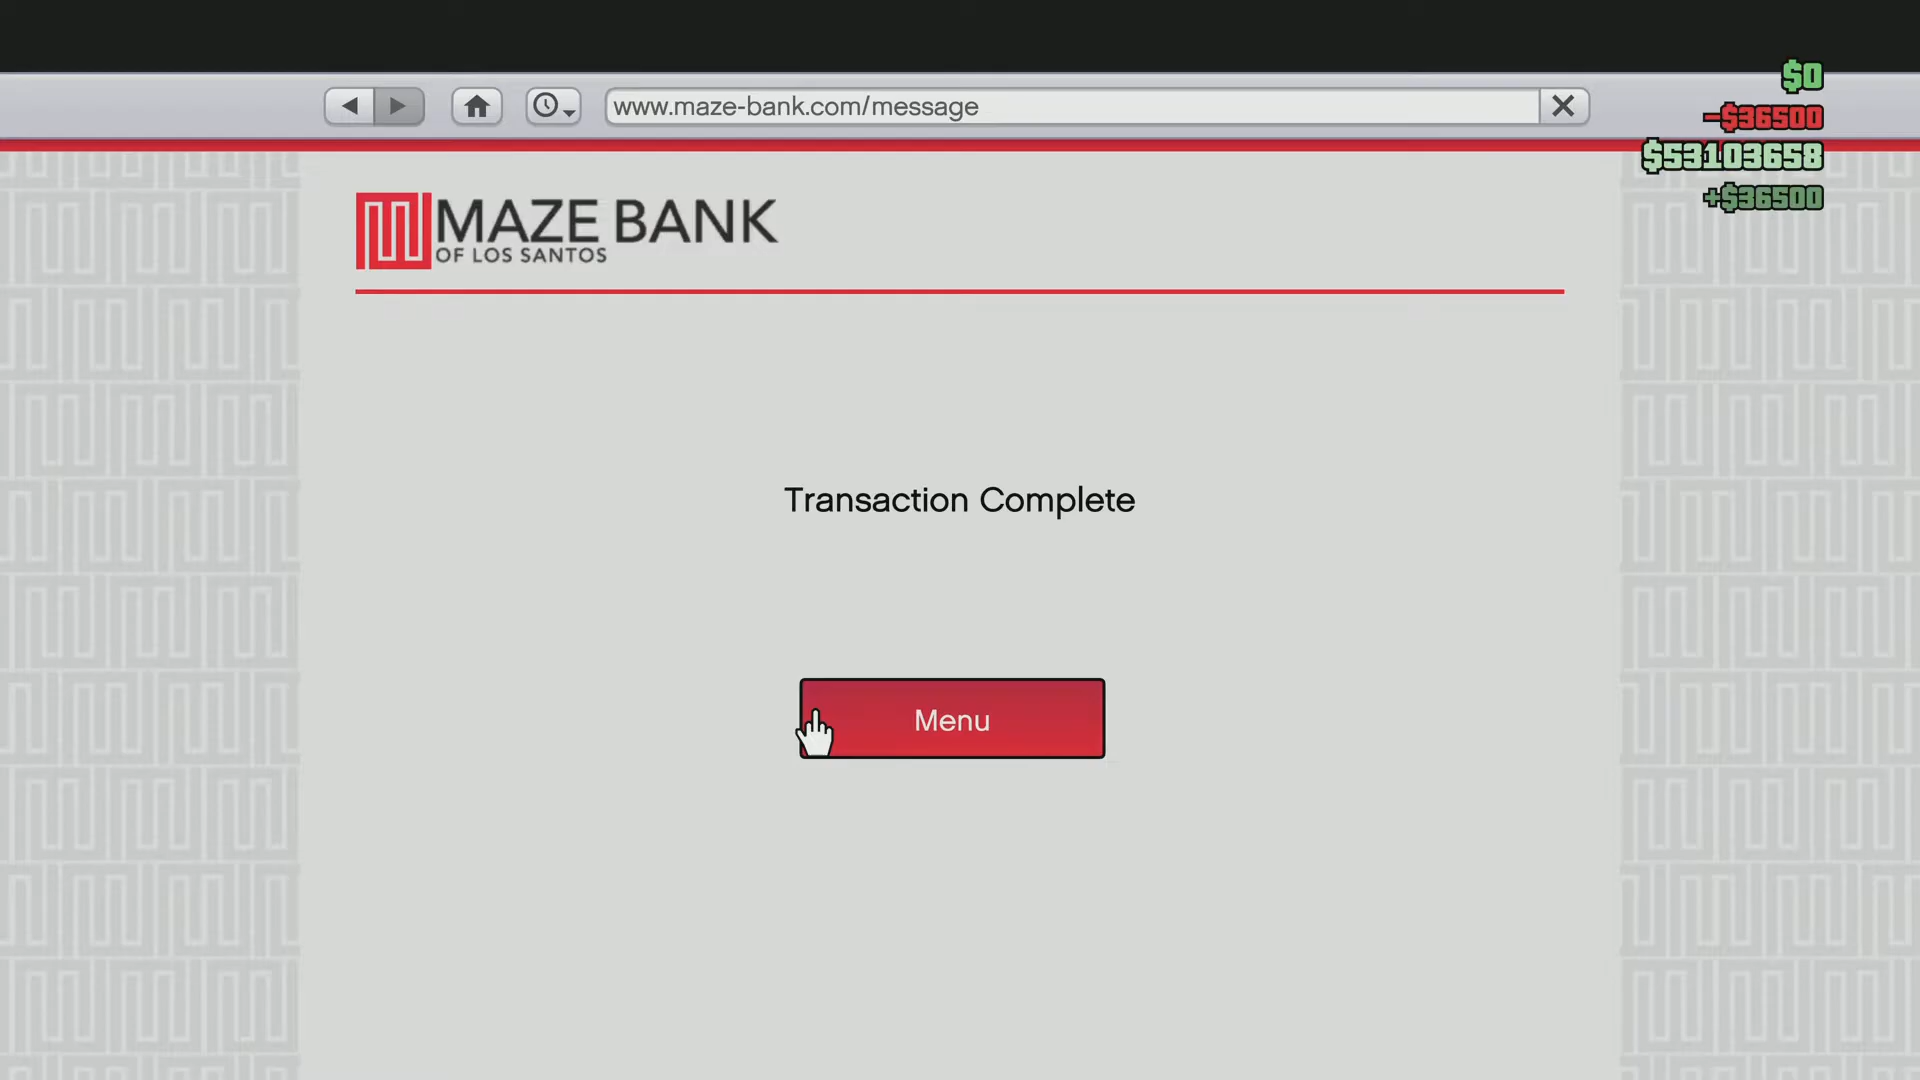 www.maze-bank.com/message
$0
-$36500
$53103658
+$36500
MAZE BANK
OF LOS SANTOS
Transaction Complete
Menu